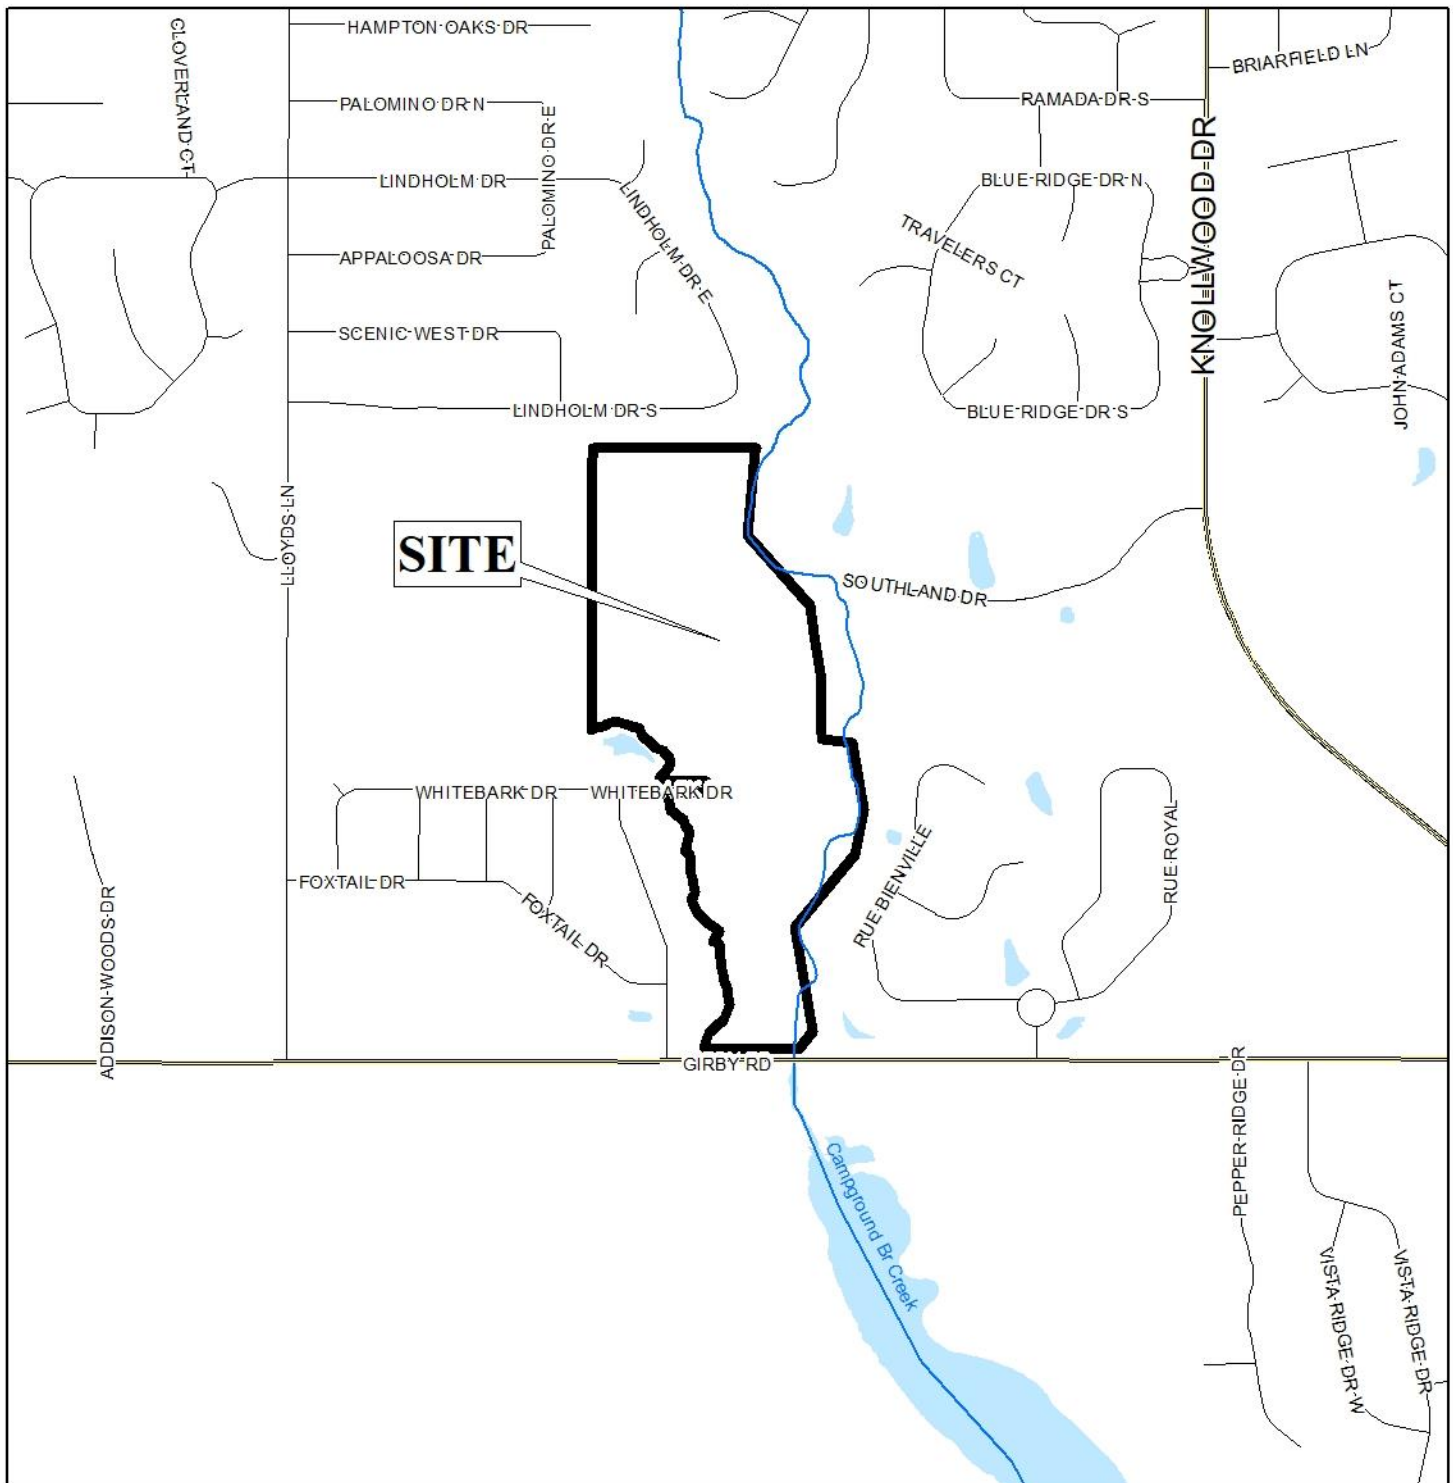 HAMPTON OAKS DR
CLOVERLAND CT
BRIARFIELD LN
PALOMINO DR N
RAMADA DR S
PALOMINO DR E
KNOLLWOOD DR
LINDHOLM DR
BLUE RIDGE DR N
LINDHOLM DR E
TRAVELERS CT
APPALOOSA DR
SCENIC WEST DR
JOHN ADAMS CT
LINDHOLM DR S
BLUE RIDGE DR S
LLOYDS LN
SITE
SOUTHLAND DR
WHITEBARK DR
WHITEBARK DR
RUE BIENVILLE
RUE ROYAL
FOXTAIL DR
FOXTAIL DR
ADDISON WOODS DR
GIRBY RD
PEPPER RIDGE DR
Campground Br Creek
VISTA RIDGE DR W
VISTA RIDGE DR